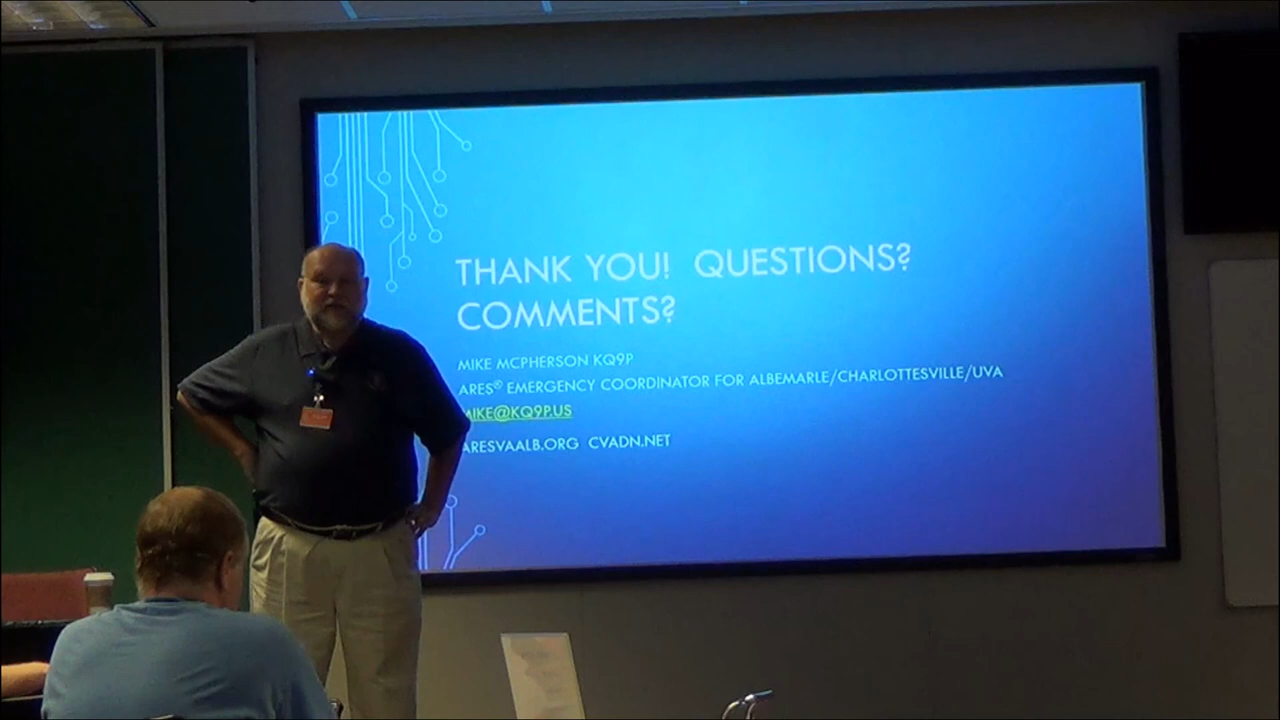 THANK YOU!  QUESTIONS?
COMMENTS?
MIKE MCPHERSON KQ9P
ARES® EMERGENCY COORDINATOR FOR ALBEMARLE/CHARLOTTESVILLE/UVA
MIKE@KQ9P.US
ARESVAALB.ORG  CVADN.NET